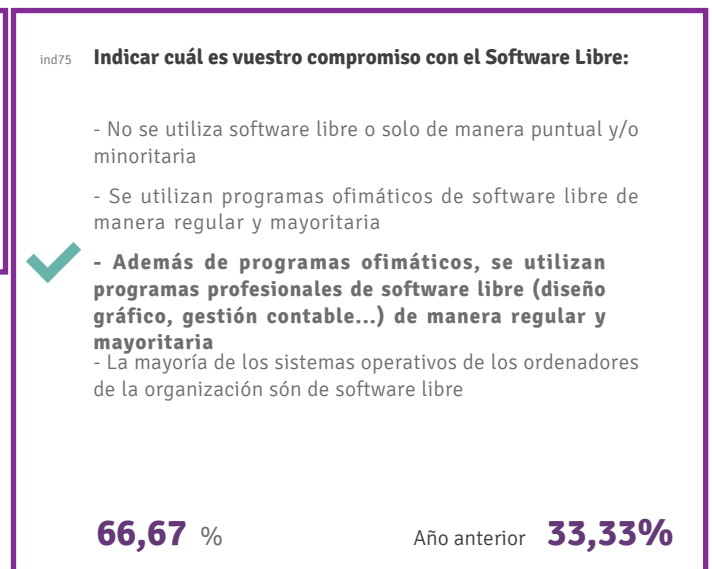 ind75 Indicar cuál es vuestro compromiso con el Software Libre:
- No se utiliza software libre o solo de manera puntual y/o
minoritaria
- Se utilizan programas ofimáticos de software libre de
manera regular y mayoritaria
- Además de programas ofimáticos, se utilizan
programas profesionales de software libre (diseño
gráfico, gestión contable...) de manera regular y
mayoritaria
- La mayoría de los sistemas operativos de los ordenadores
de la organización són de software libre
66,67 % Año anterior 33,33%